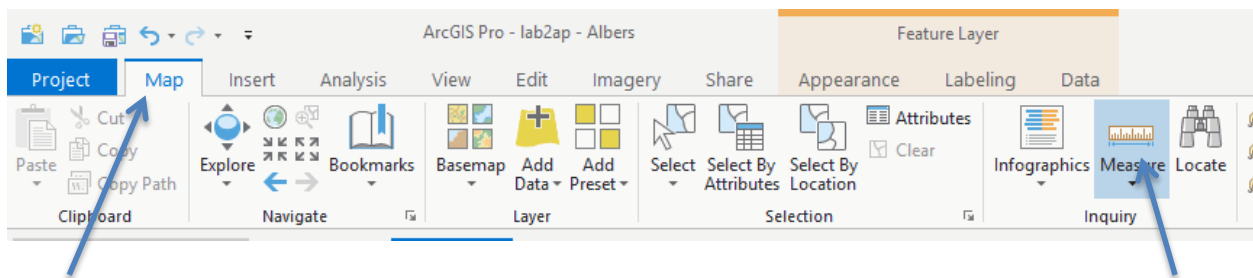 ArcGIS Pro - lab2ap - Albers Feature Layer
Project Map Insert Analysis View Edit Imagery Share Appearance Labeling Data
Cut
Copy
Copy Path
Paste
Clipboard
Explore
Bookmarks
Navigate
Basemap
Add
Data
Add
Preset
Layer
Select
Select By
Attributes
Select By
Location
Attributes
Clear
Selection
Infographics
Measure
Locate
Inquiry